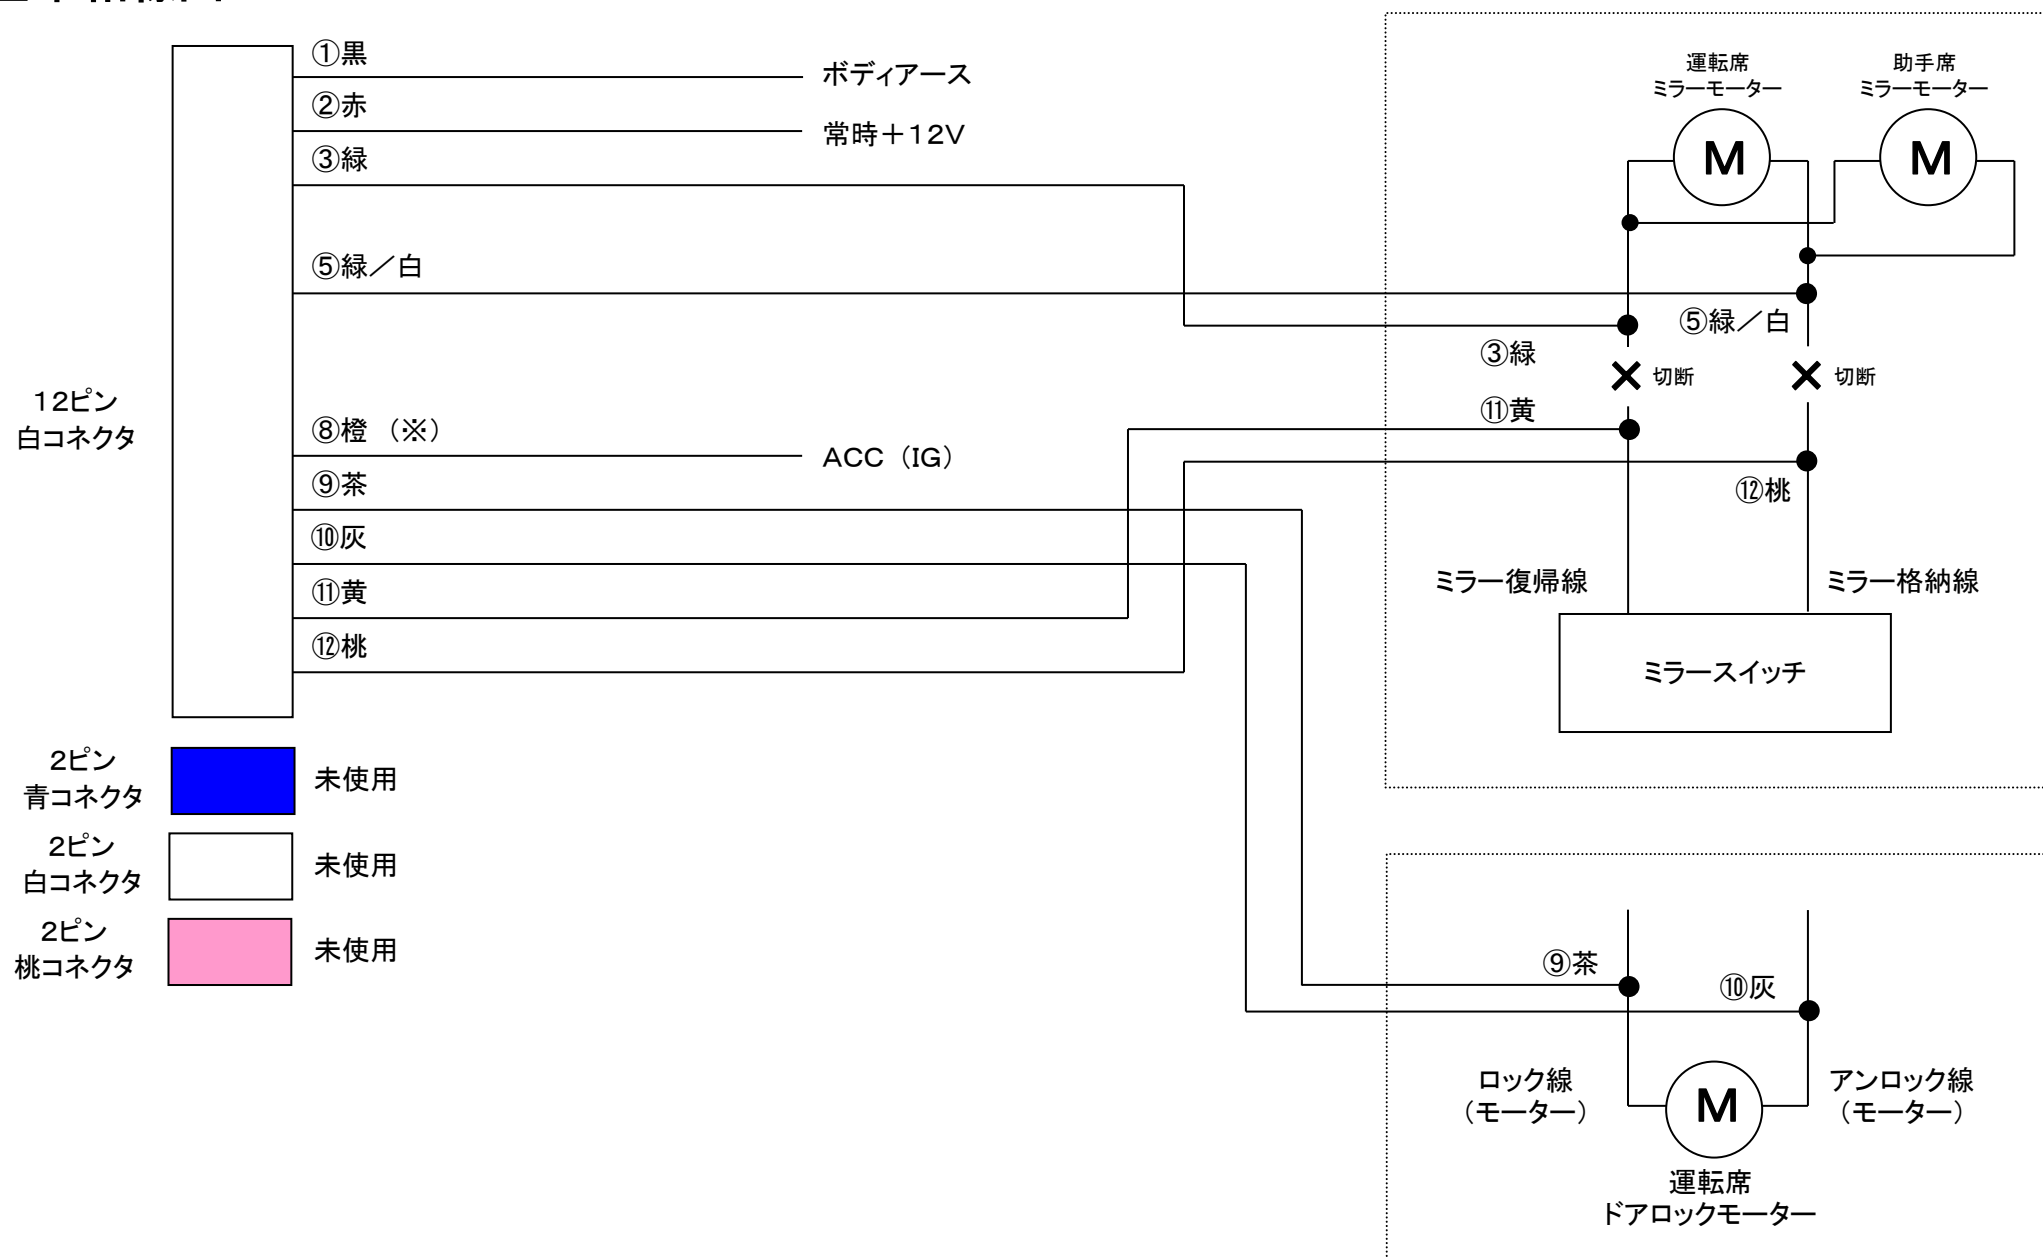 ①黒
ボディアース
②赤
常時＋12V
③緑
⑤緑／白
12ピン
白コネクタ
⑧橙 （※）
ACC（IG）
⑨茶
⑩灰
⑪黄
⑫桃
2ピン
青コネクタ
未使用
2ピン
白コネクタ
未使用
2ピン
桃コネクタ
未使用
運転席
ミラーモーター
助手席
ミラーモーター
M
M
⑤緑／白
③緑
切断
切断
⑪黄
⑫桃
ミラー復帰線
ミラー格納線
ミラースイッチ
⑨茶
⑩灰
ロック線
（モーター）
アンロック線
（モーター）
M
運転席
ドアロックモーター